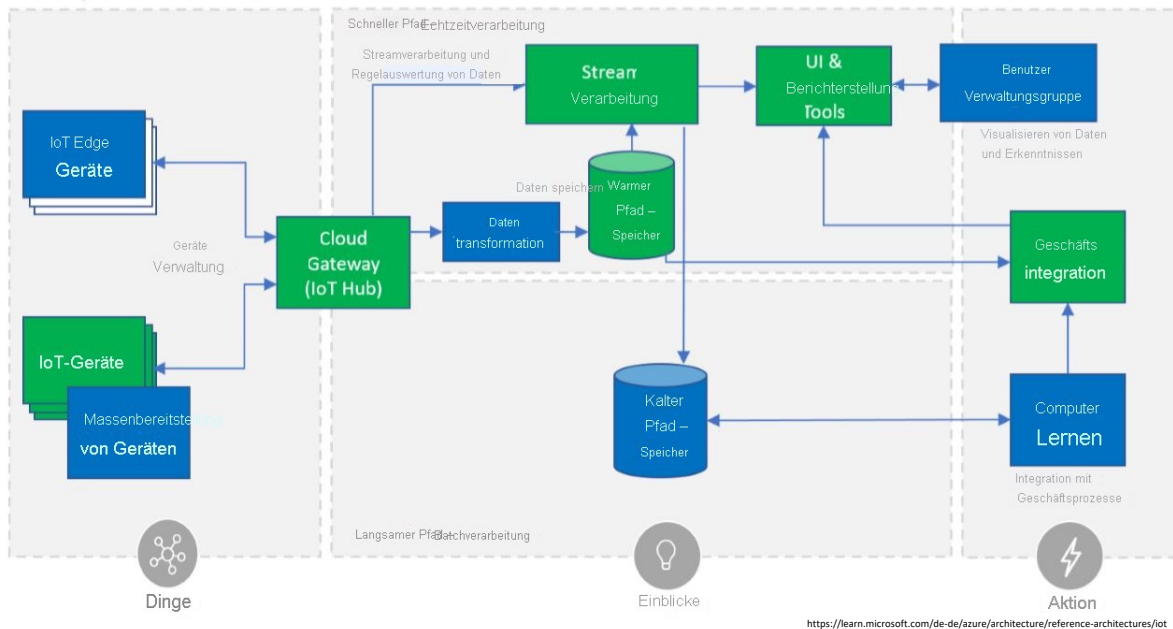 Schneller Pfad – Echtzeitverarbeitung
Streamverarbeitung und
Regelauswertung von Daten
Stream
Verarbeitung
UI &
Berichterstellung
Tools
Benutzer
Verwaltungsgruppe
Visualisieren von Daten
und Erkenntnissen
IoT Edge
Geräte
Daten speichern
Warmer
Pfad –
Speicher
Daten
transformation
Cloud
Gateway
(IoT Hub)
Geräte
Verwaltung
Geschäfts
integration
IoT-Geräte
Massenbereitstellung
von Geräten
Kalter
Pfad –
Speicher
Computer
Lernen
Integration mit
Geschäftsprozesse
Langsamer Pfad – Batchverarbeitung
Dinge
Einblicke
Aktion
https://learn.microsoft.com/de-de/azure/architecture/reference-architectures/iot